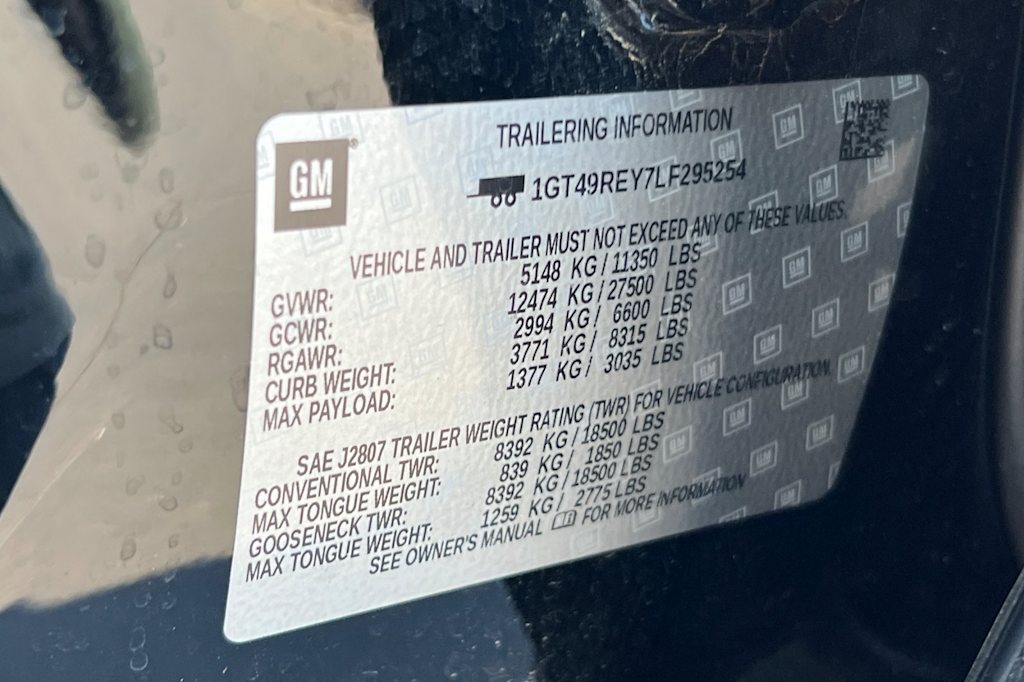 GM
TRAILERING INFORMATION
1GT49REY7LF295254
VEHICLE AND TRAILER MUST NOT EXCEED ANY OF THESE VALUES.
GVWR: 5148 KG / 11350 LBS
GCWR: 12474 KG / 27500 LBS
RGAWR: 2994 KG / 6600 LBS
CURB WEIGHT: 3771 KG / 8315 LBS
MAX PAYLOAD: 1377 KG / 3035 LBS
SAE J2807 TRAILER WEIGHT RATING (TWR) FOR VEHICLE CONFIGURATION.
CONVENTIONAL TWR: 8392 KG / 18500 LBS
MAX TONGUE WEIGHT: 839 KG / 1850 LBS
GOOSENECK TWR: 8392 KG / 18500 LBS
MAX TONGUE WEIGHT: 1259 KG / 2775 LBS
SEE OWNER'S MANUAL FOR MORE INFORMATION